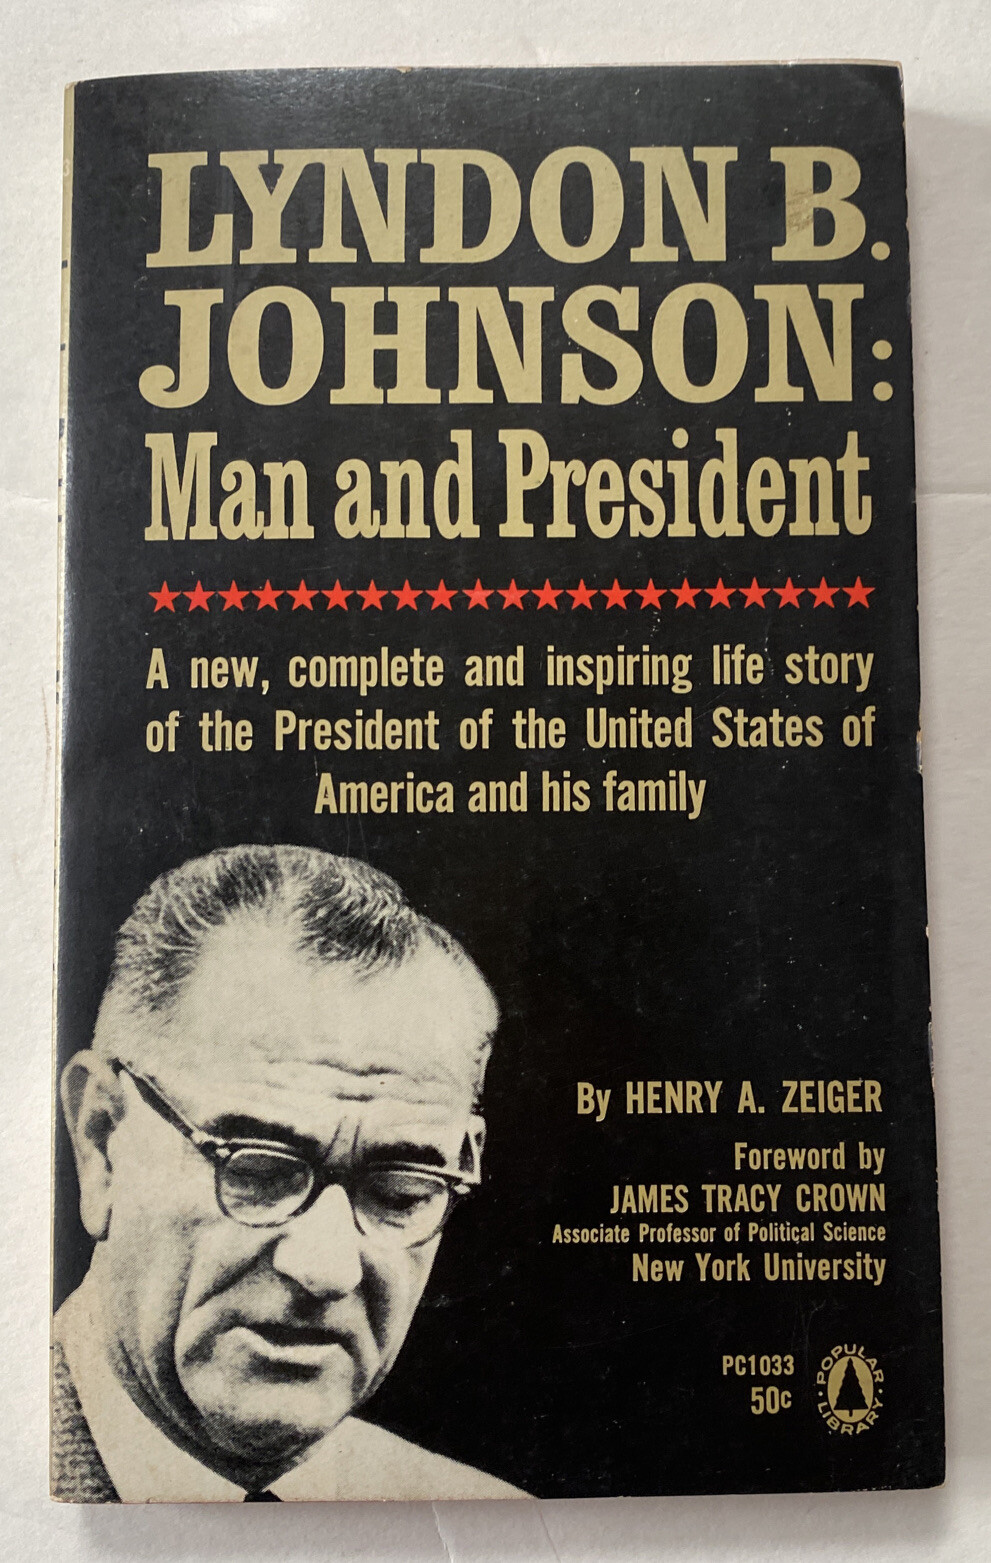 LYNDON B.
JOHNSON:
Man and President
A new, complete and inspiring life story
of the President of the United States of
America and his family
By HENRY A. ZEIGER
Foreword by
JAMES TRACY CROWN
Associate Professor of Political Science
New York University
PC1033
50c
POPULAR
LIBRARY